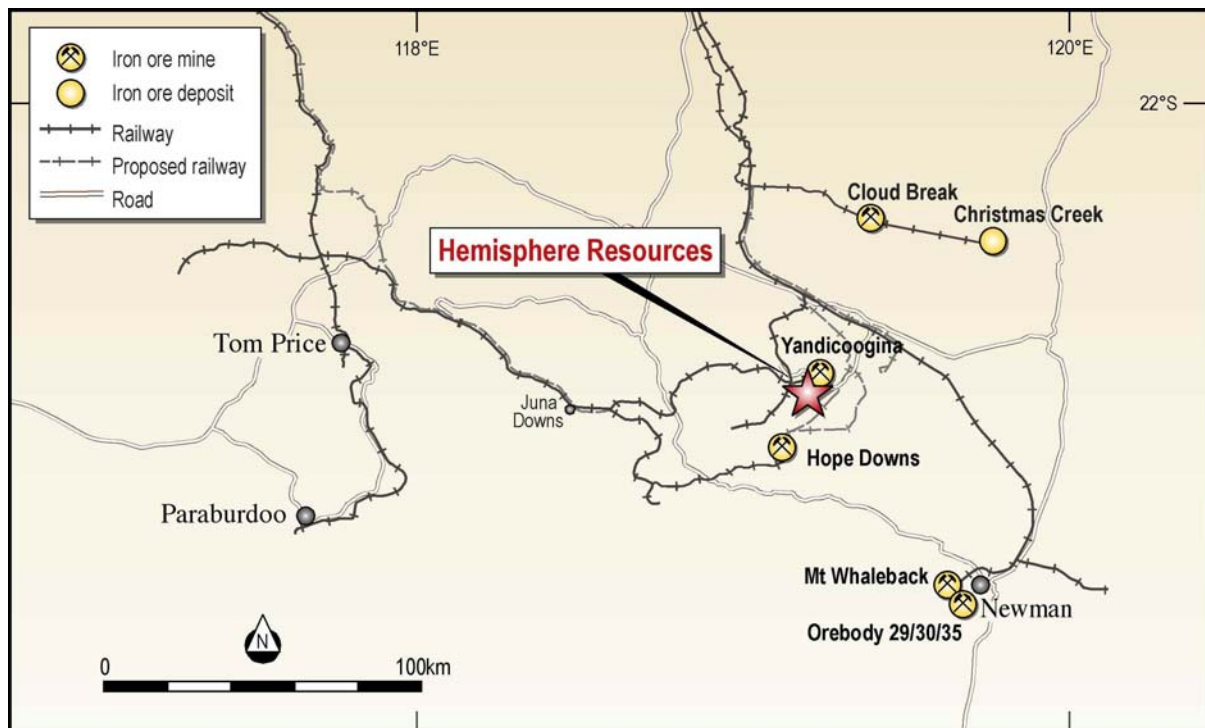 118°E
120°E
22°S
Iron ore mine
Iron ore deposit
Railway
Proposed railway
Road
Cloud Break
Christmas Creek
Hemisphere Resources
Tom Price
Yandicoogina
Juna
Downs
Hope Downs
Paraburdoo
Mt Whaleback
Newman
Orebody 29/30/35
N
0
100km